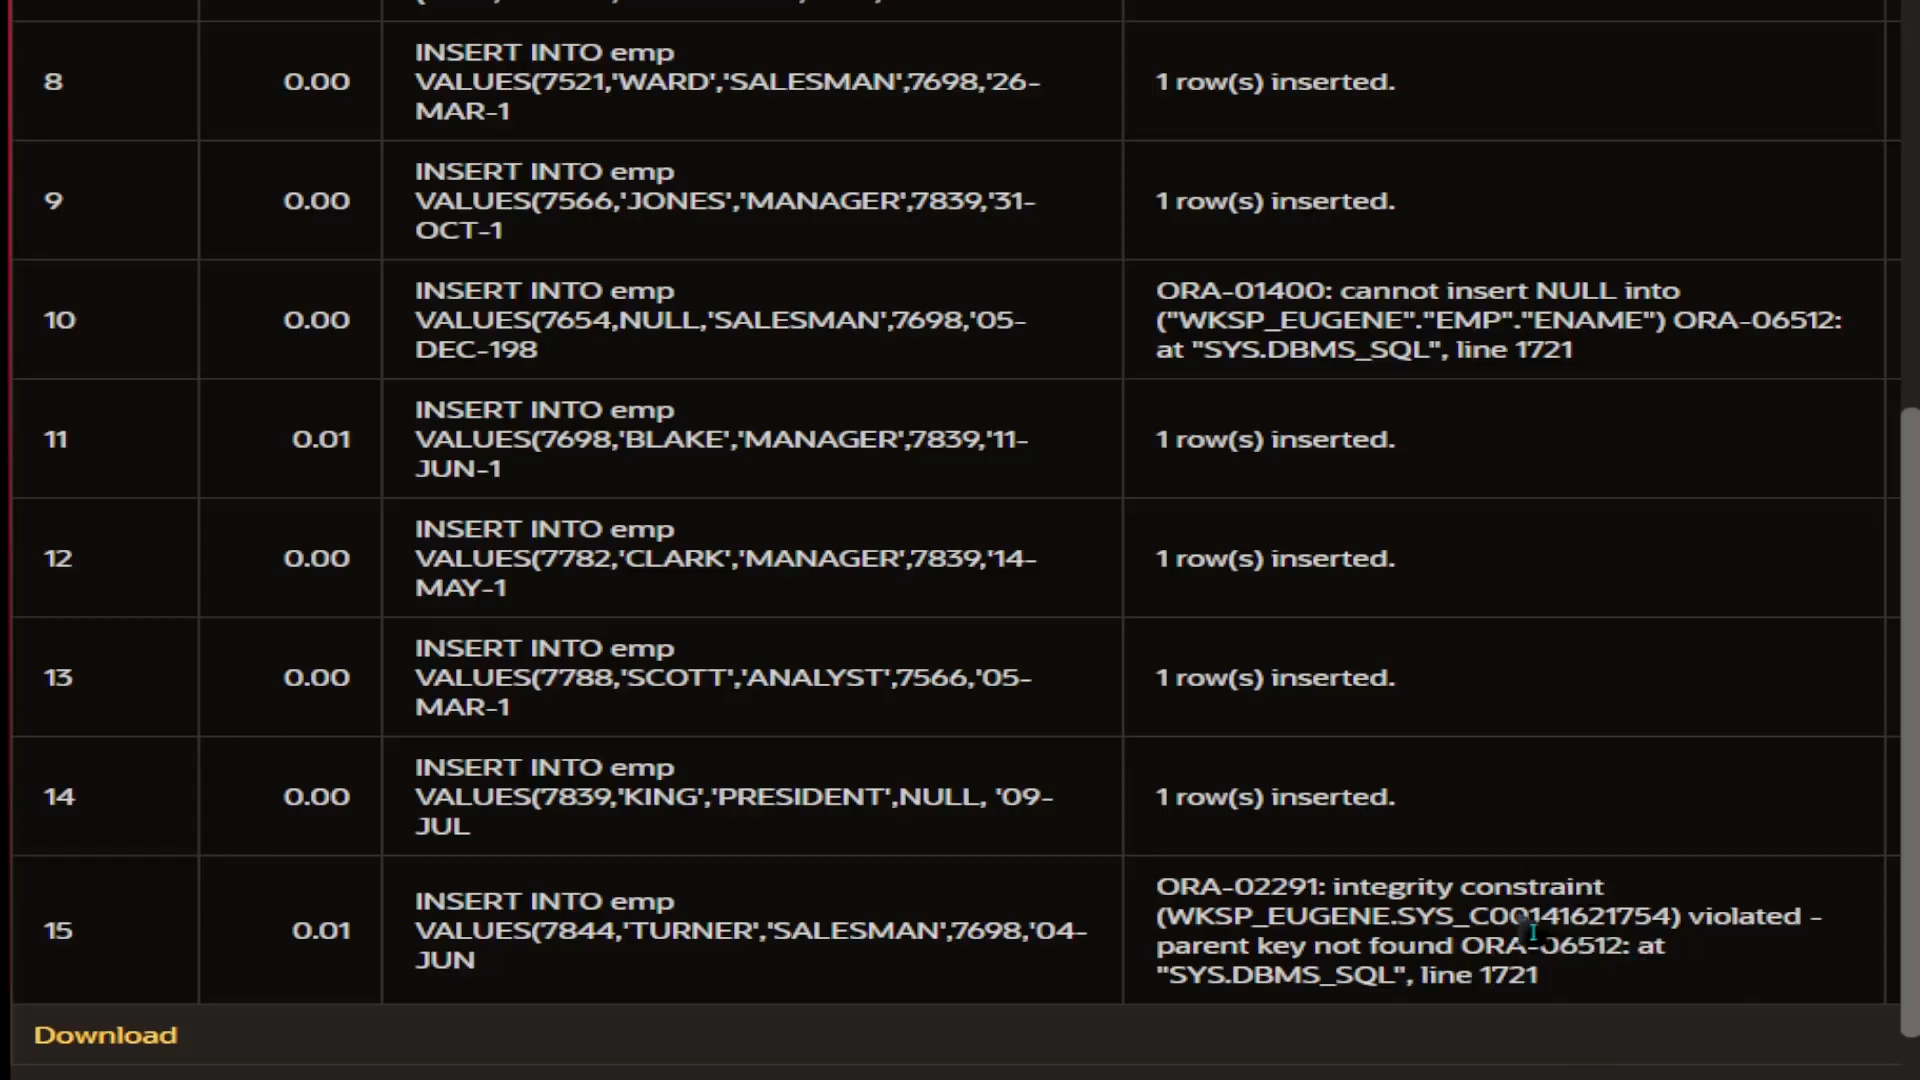 8
0.00
INSERT INTO emp
VALUES(7521,'WARD','SALESMAN',7698,'26-
MAR-1
1 row(s) inserted.
9
0.00
INSERT INTO emp
VALUES(7566,'JONES','MANAGER',7839,'31-
OCT-1
1 row(s) inserted.
10
0.00
INSERT INTO emp
VALUES(7654,NULL,'SALESMAN',7698,'05-
DEC-198
ORA-01400: cannot insert NULL into
("WKSP_EUGENE"."EMP"."ENAME") ORA-06512:
at "SYS.DBMS_SQL", line 1721
11
0.01
INSERT INTO emp
VALUES(7698,'BLAKE','MANAGER',7839,'11-
JUN-1
1 row(s) inserted.
12
0.00
INSERT INTO emp
VALUES(7782,'CLARK','MANAGER',7839,'14-
MAY-1
1 row(s) inserted.
13
0.00
INSERT INTO emp
VALUES(7788,'SCOTT','ANALYST',7566,'05-
MAR-1
1 row(s) inserted.
14
0.00
INSERT INTO emp
VALUES(7839,'KING','PRESIDENT',NULL, '09-
JUL
1 row(s) inserted.
15
0.01
INSERT INTO emp
VALUES(7844,'TURNER','SALESMAN',7698,'04-
JUN
ORA-02291: integrity constraint
(WKSP_EUGENE.SYS_C00141621754) violated -
parent key not found ORA-06512: at
"SYS.DBMS_SQL", line 1721
Download